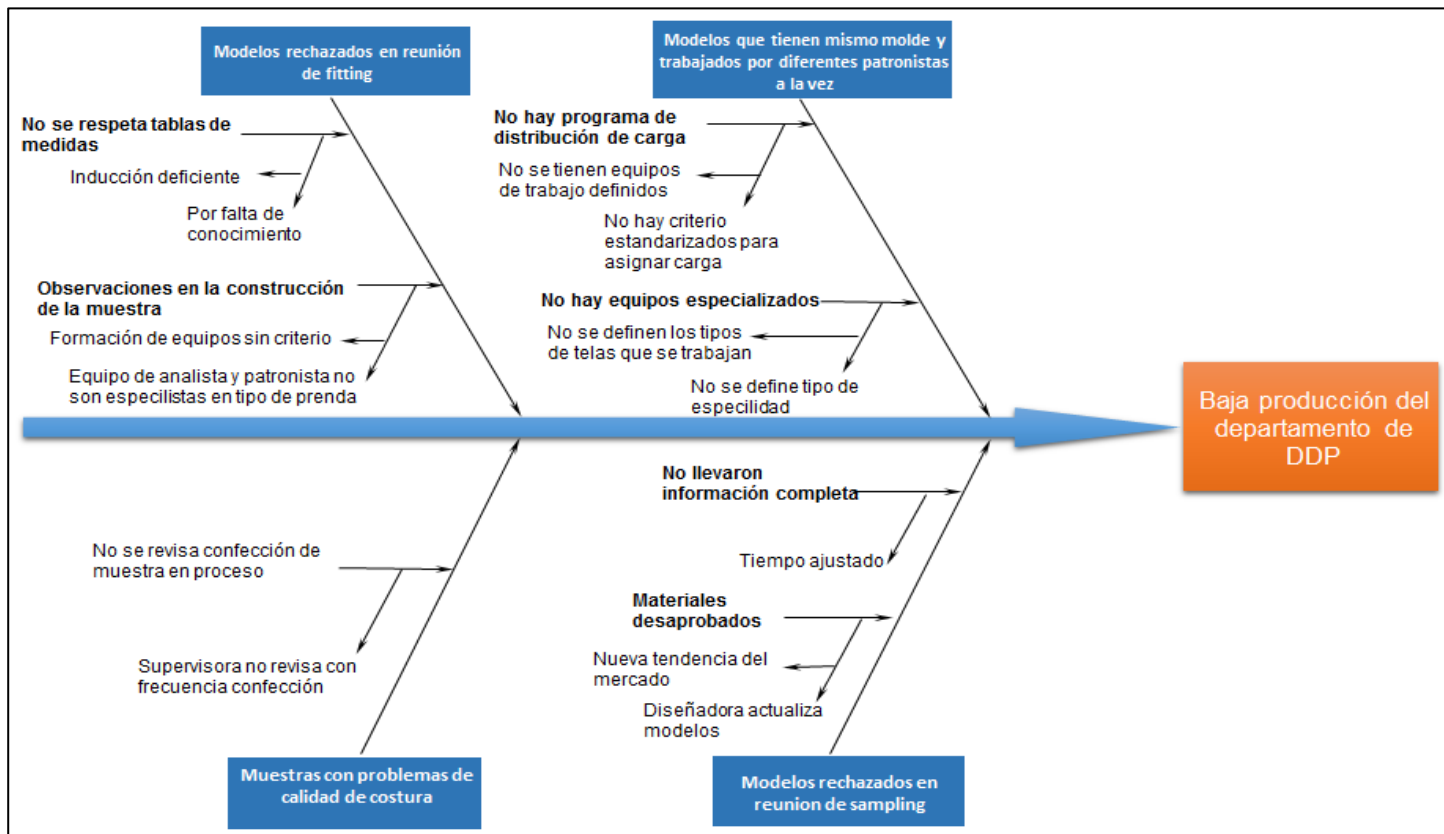 Modelos rechazados en reunión
de fitting
No se respeta tablas de
medidas
Inducción deficiente
Por falta de
conocimiento
Observaciones en la construcción
de la muestra
Formación de equipos sin criterio
Equipo de analista y patronista no
son especilistas en tipo de prenda
Modelos que tienen mismo molde y
trabajados por diferentes patronistas
a la vez
No hay programa de
distribución de carga
No se tienen equipos
de trabajo definidos
No hay criterio
estandarizados para
asignar carga
No hay equipos especializados
No se definen los tipos
de telas que se trabajan
No se define tipo de
especilidad
Baja producción del
departamento de
DDP
No se revisa confección de
muestra en proceso
Supervisora no revisa con
frecuencia confección
Muestras con problemas de
calidad de costura
No llevaron
información completa
Tiempo ajustado
Materiales
desaprobados
Nueva tendencia del
mercado
Diseñadora actualiza
modelos
Modelos rechazados en
reunion de sampling